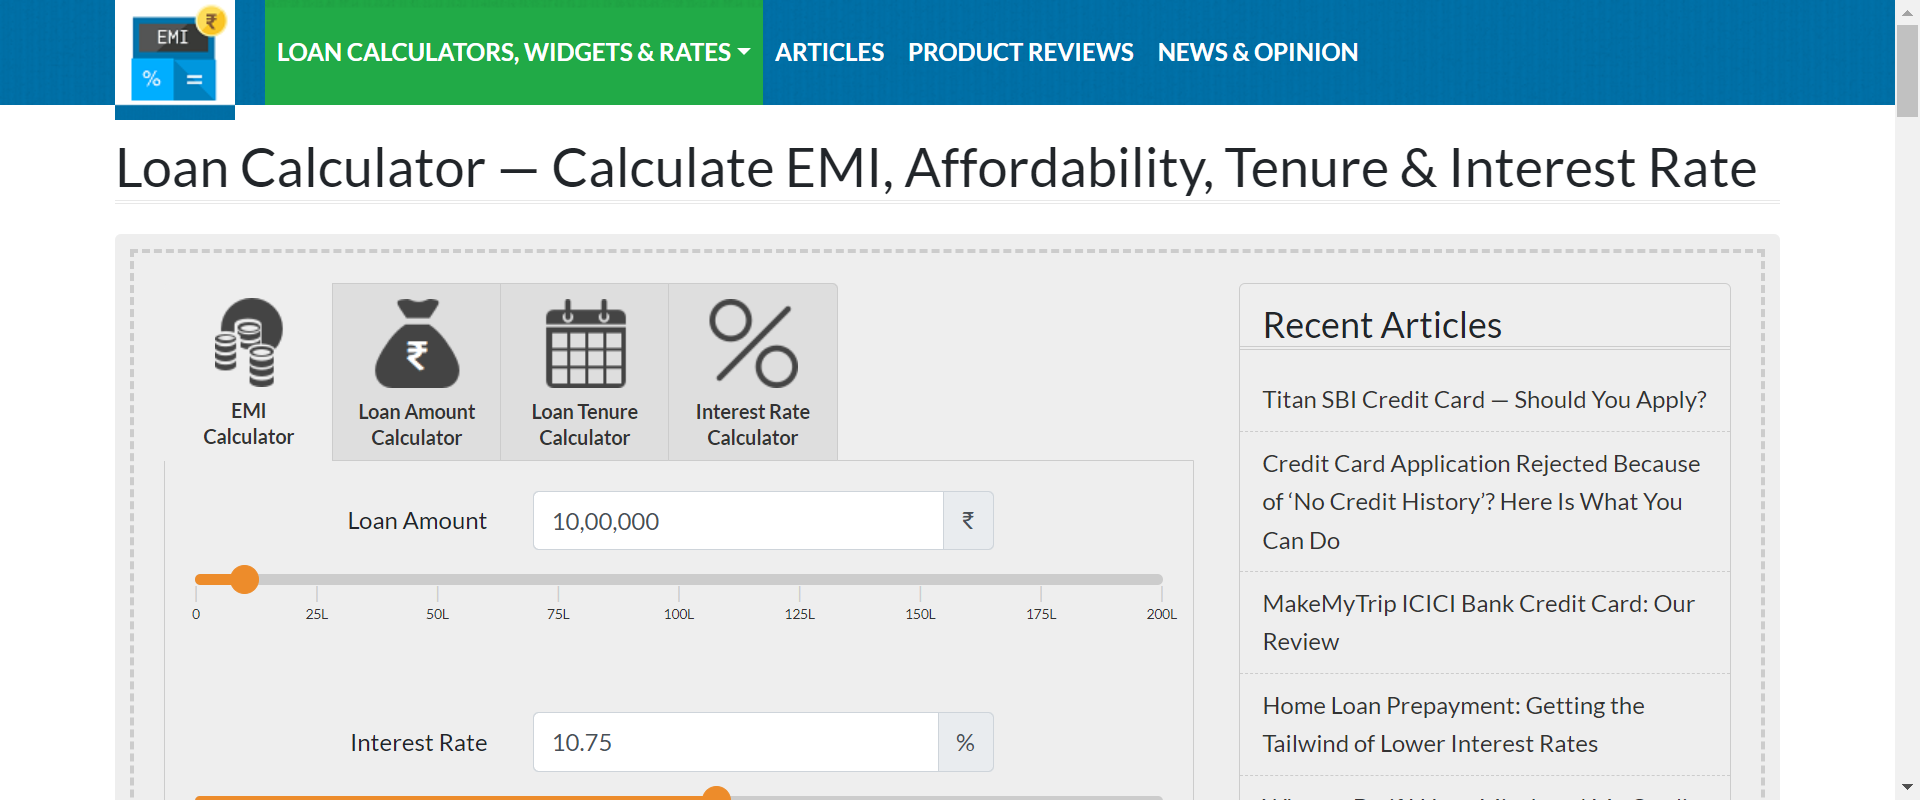 EMI
₹
%
=
LOAN CALCULATORS, WIDGETS & RATES
ARTICLES
PRODUCT REVIEWS
NEWS & OPINION
Loan Calculator — Calculate EMI, Affordability, Tenure & Interest Rate
EMI
Calculator
₹
Loan Amount
Calculator
Loan Tenure
Calculator
Interest Rate
Calculator
Loan Amount
10,00,000
₹
0
25L
50L
75L
100L
125L
150L
175L
200L
Interest Rate
10.75
%
Recent Articles
Titan SBI Credit Card — Should You Apply?
Credit Card Application Rejected Because
of ‘No Credit History’? Here Is What You
Can Do
MakeMyTrip ICICI Bank Credit Card: Our
Review
Home Loan Prepayment: Getting the
Tailwind of Lower Interest Rates